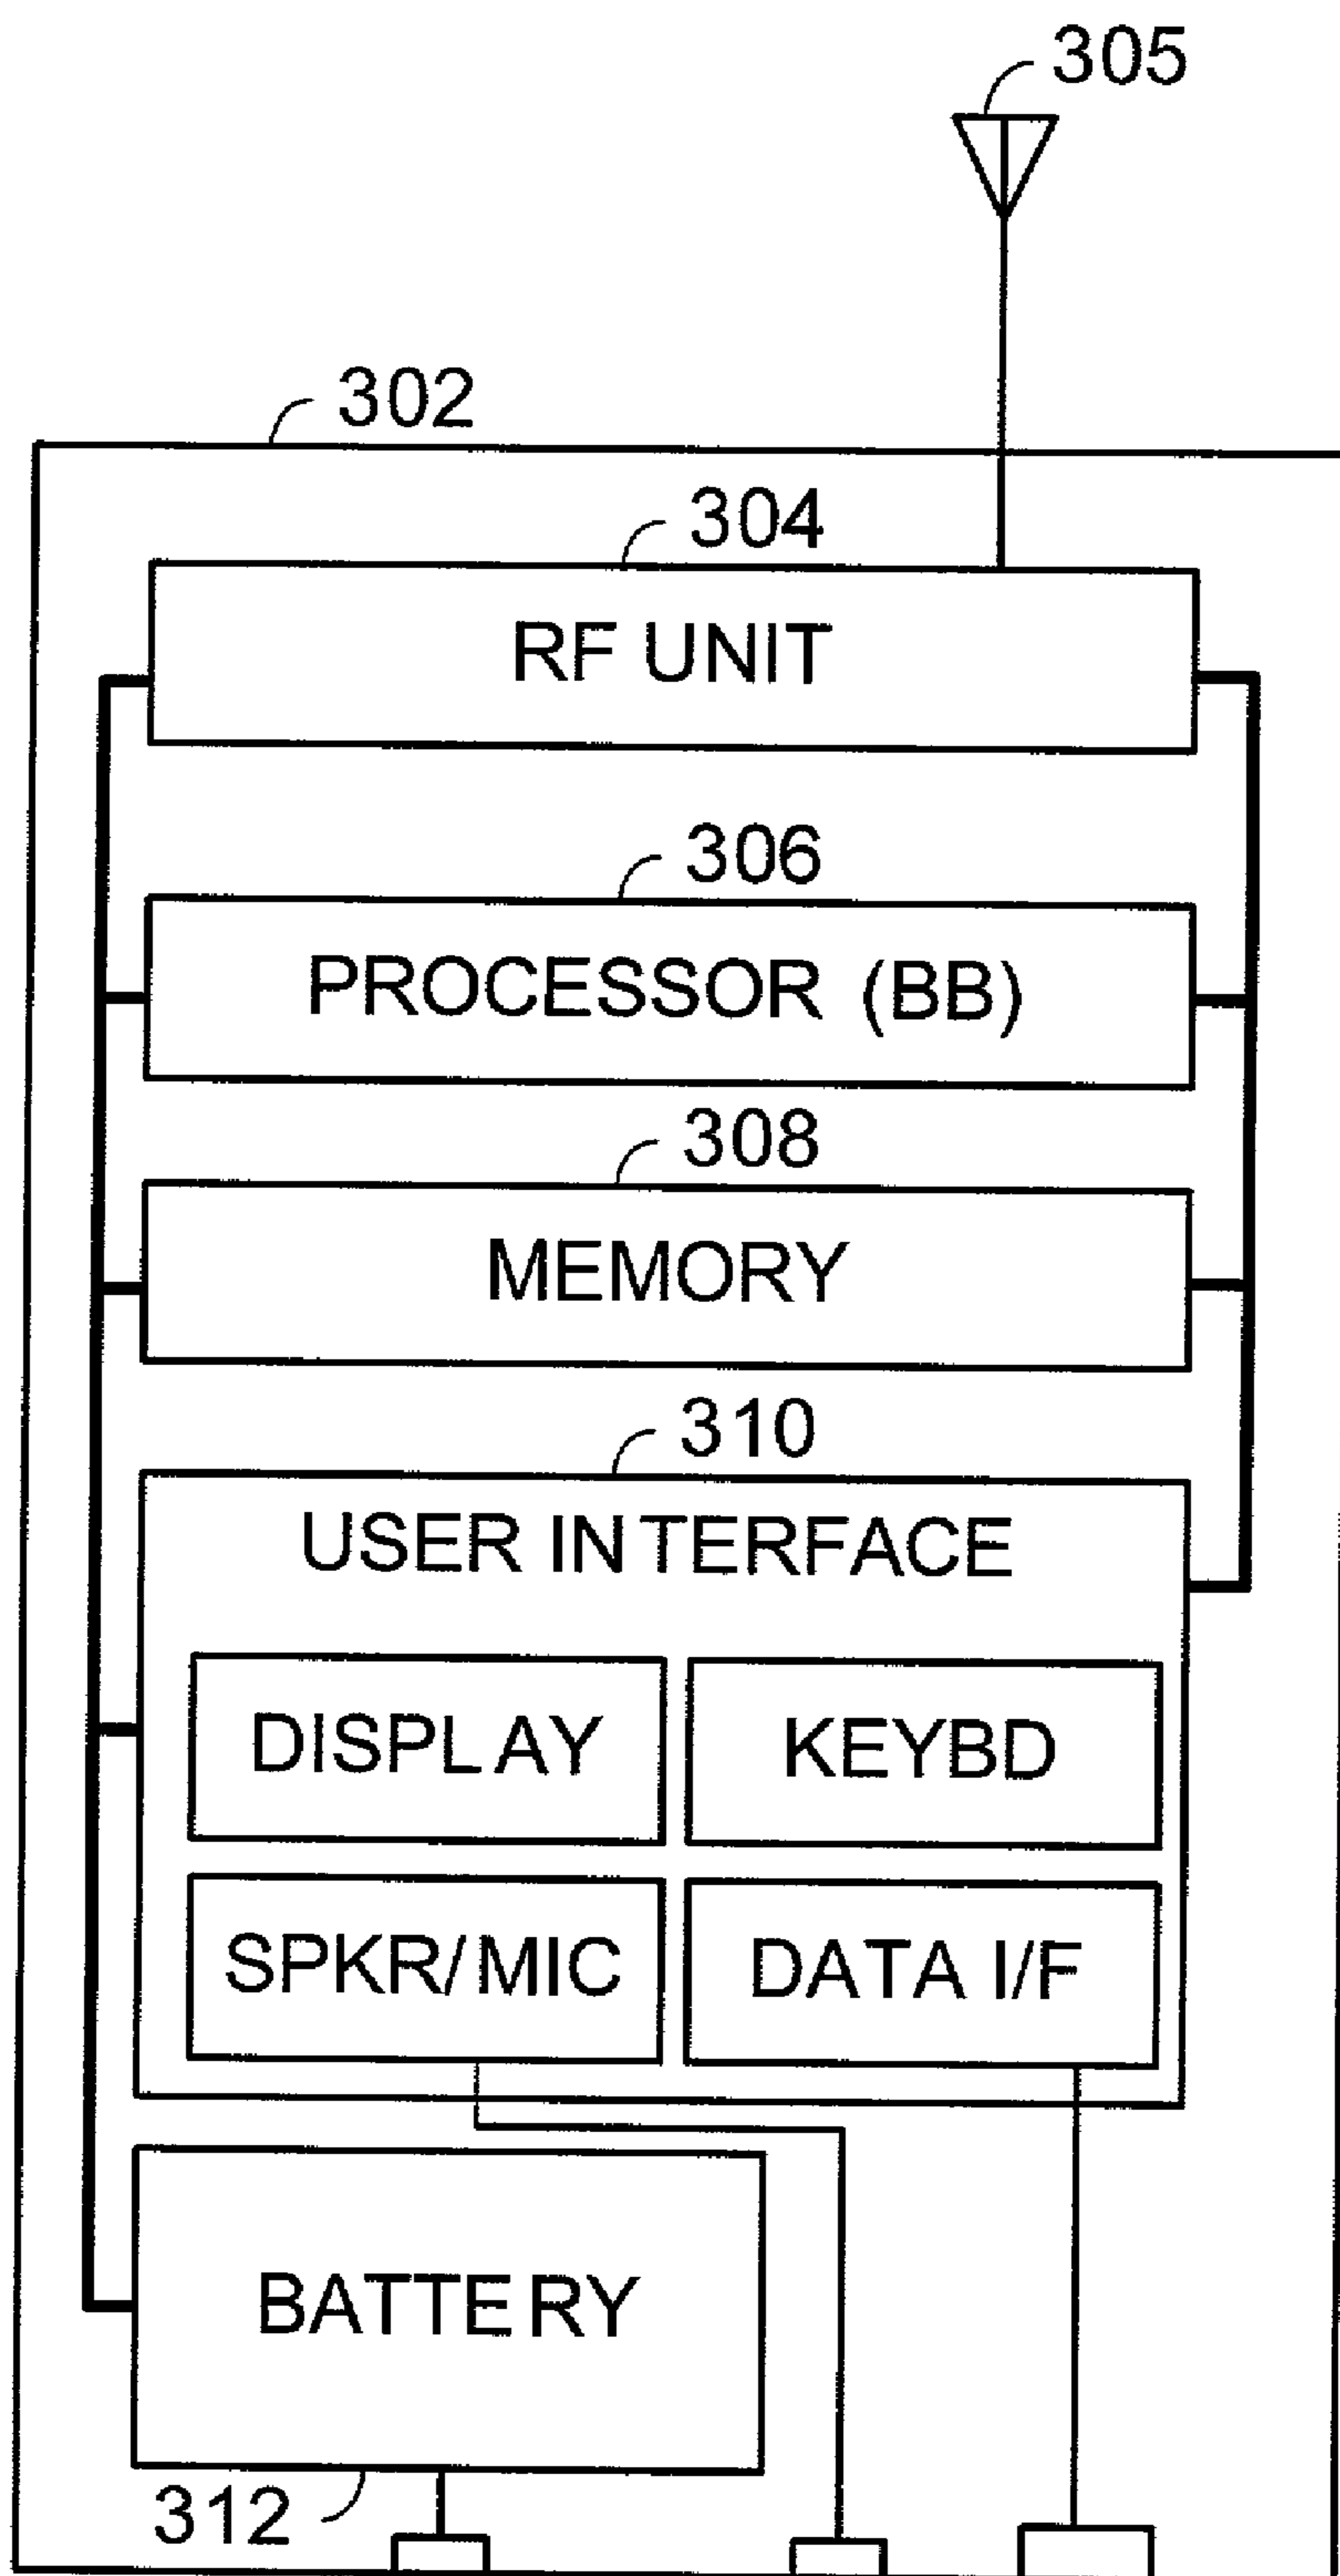 305
302
304
RF UNIT
306
PROCESSOR (BB)
308
MEMORY
310
USER INTERFACE
DISPLAY
KEYBD
SPKR/MIC
DATA I/F
BATTERY
312